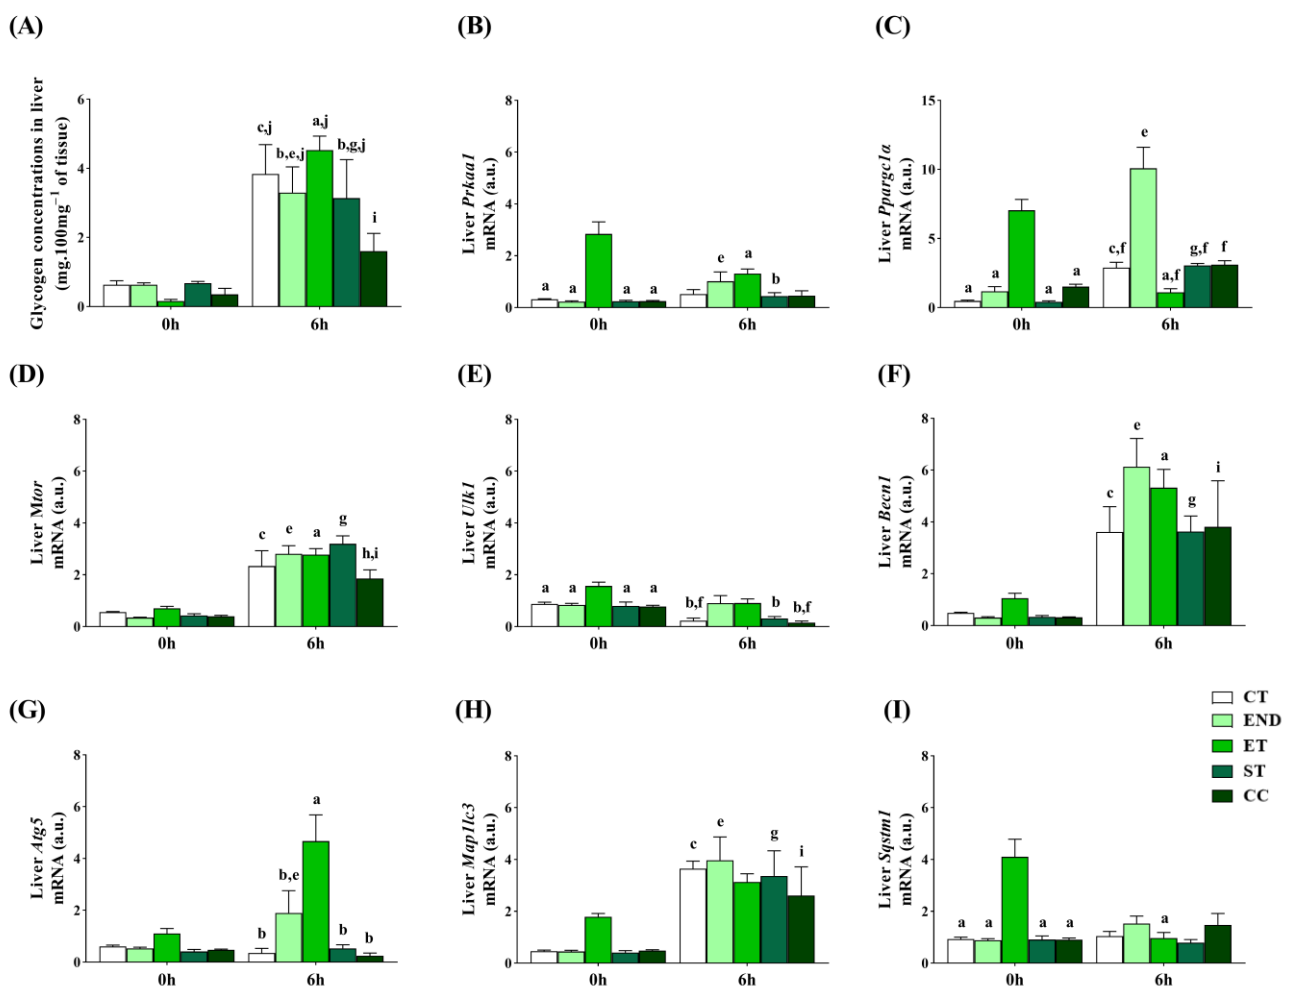 (A)
Glycogen concentrations in liver
(mg.100mg⁻¹ of tissue)
6
4
2
0
c,j
b,e,j
a,j
b,g,j
i
0h
6h
(B)
Liver Prkaa1
mRNA (a.u.)
8
6
4
2
0
a
a
a
a
e
a
b
0h
6h
(C)
Liver Ppargc1α
mRNA (a.u.)
15
10
5
0
a
a
a
a
c,f
e
a,f
g,f
f
0h
6h
(D)
Liver Mtor
mRNA (a.u.)
8
6
4
2
0
c
e
a
g
h,i
0h
6h
(E)
Liver Ulk1
mRNA (a.u.)
8
6
4
2
0
a
a
a
a
b,f
b
b,f
0h
6h
(F)
Liver Becn1
mRNA (a.u.)
8
6
4
2
0
c
e
a
g
i
0h
6h
(G)
Liver Atg5
mRNA (a.u.)
8
6
4
2
0
b
b,e
a
b
b
0h
6h
(H)
Liver Map1lc3
mRNA (a.u.)
8
6
4
2
0
c
e
g
i
0h
6h
(I)
Liver Sqstm1
mRNA (a.u.)
8
6
4
2
0
a
a
a
a
a
0h
6h
CT
END
ET
ST
CC